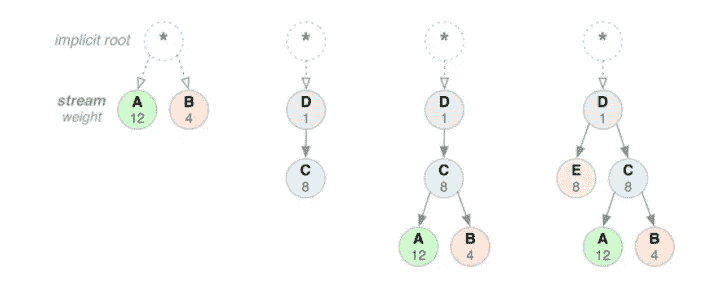 implicit root * * * *
stream A B D D D
weight 12 4 1 1 1
C C E C
8 8 8 8
A B A B
12 4 12 4